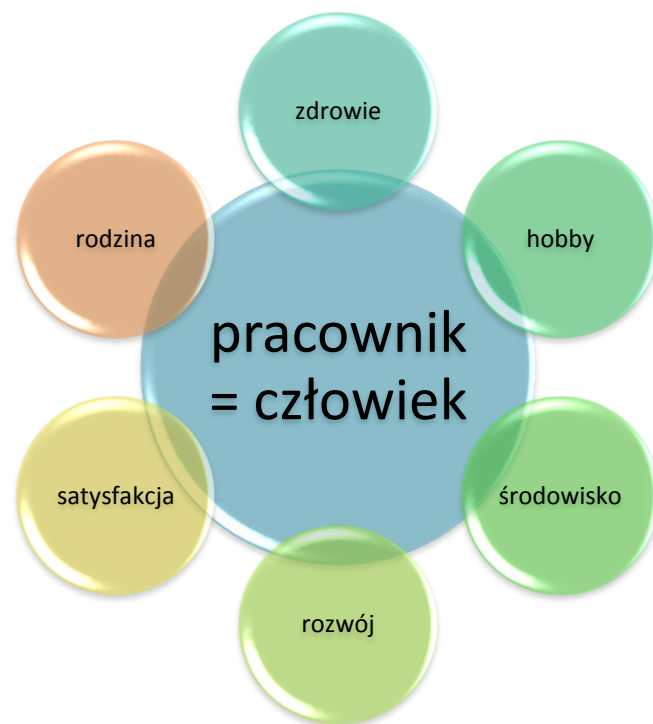 zdrowie
rodzina
hobby
pracownik
= człowiek
satysfakcja
środowisko
rozwój